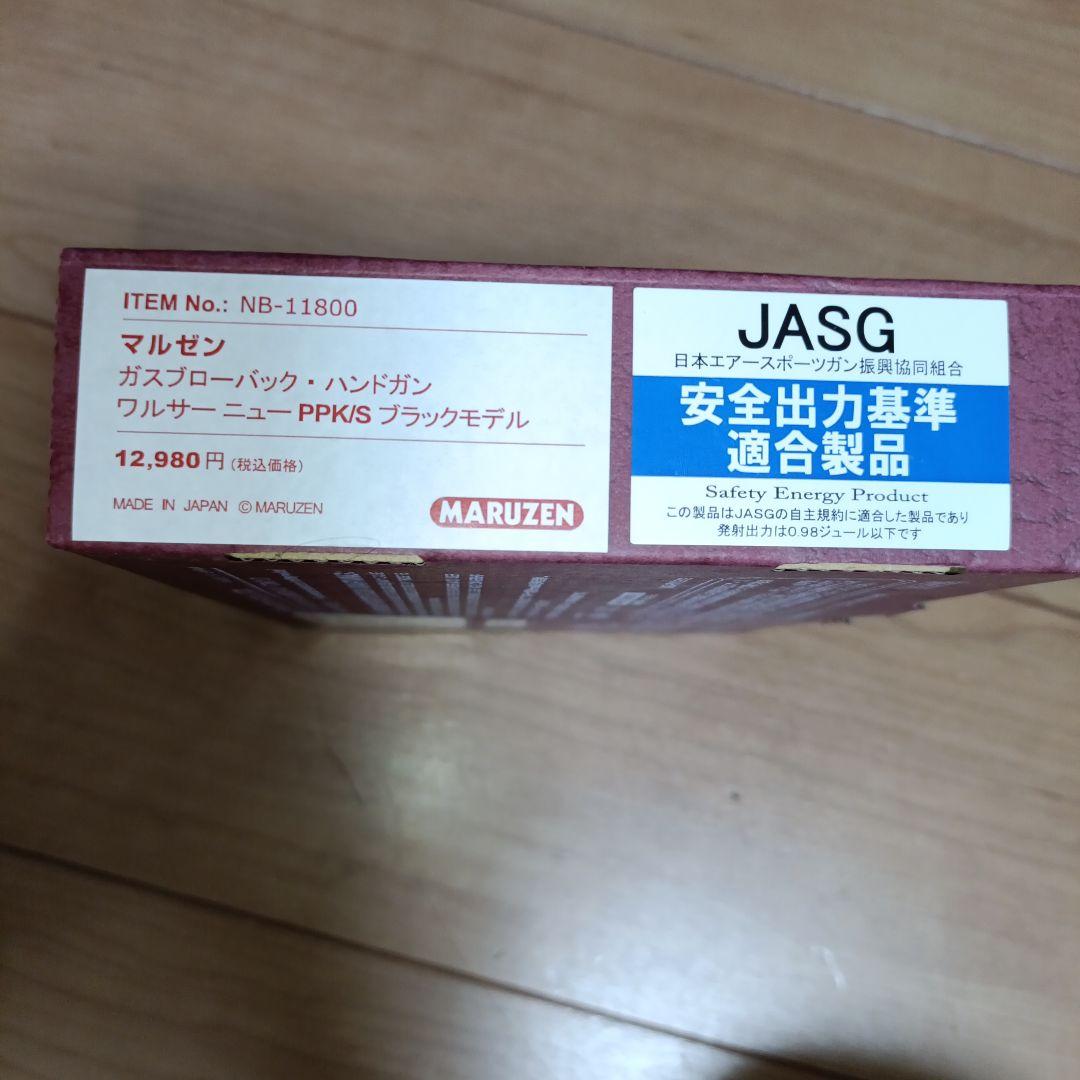 ITEM No.: NB-11800
マルゼン
ガスブローバック・ハンドガン
ワルサー ニュー PPK/S ブラックモデル
12,980円 (税込価格)
MADE IN JAPAN ©MARUZEN
MARUZEN
JASG
日本エアースポーツガン振興協同組合
安全出力基準
適合製品
Safety Energy Product
この製品はJASGの自主規約に適合した製品であり
発射出力は0.98ジュール以下です